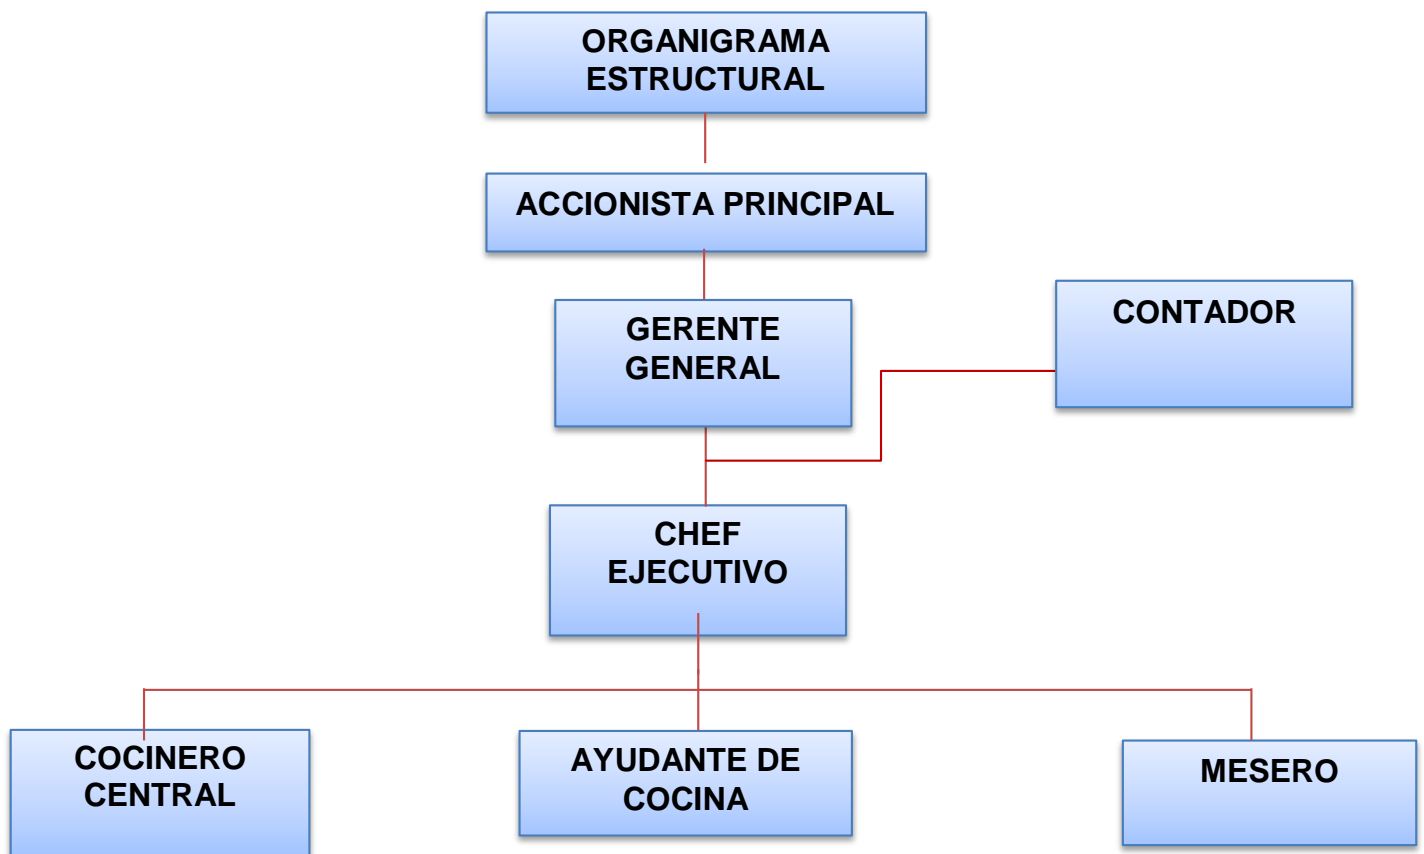 ORGANIGRAMA
ESTRUCTURAL
ACCIONISTA PRINCIPAL
GERENTE
GENERAL
CONTADOR
CHEF
EJECUTIVO
COCINERO
CENTRAL
AYUDANTE DE
COCINA
MESERO